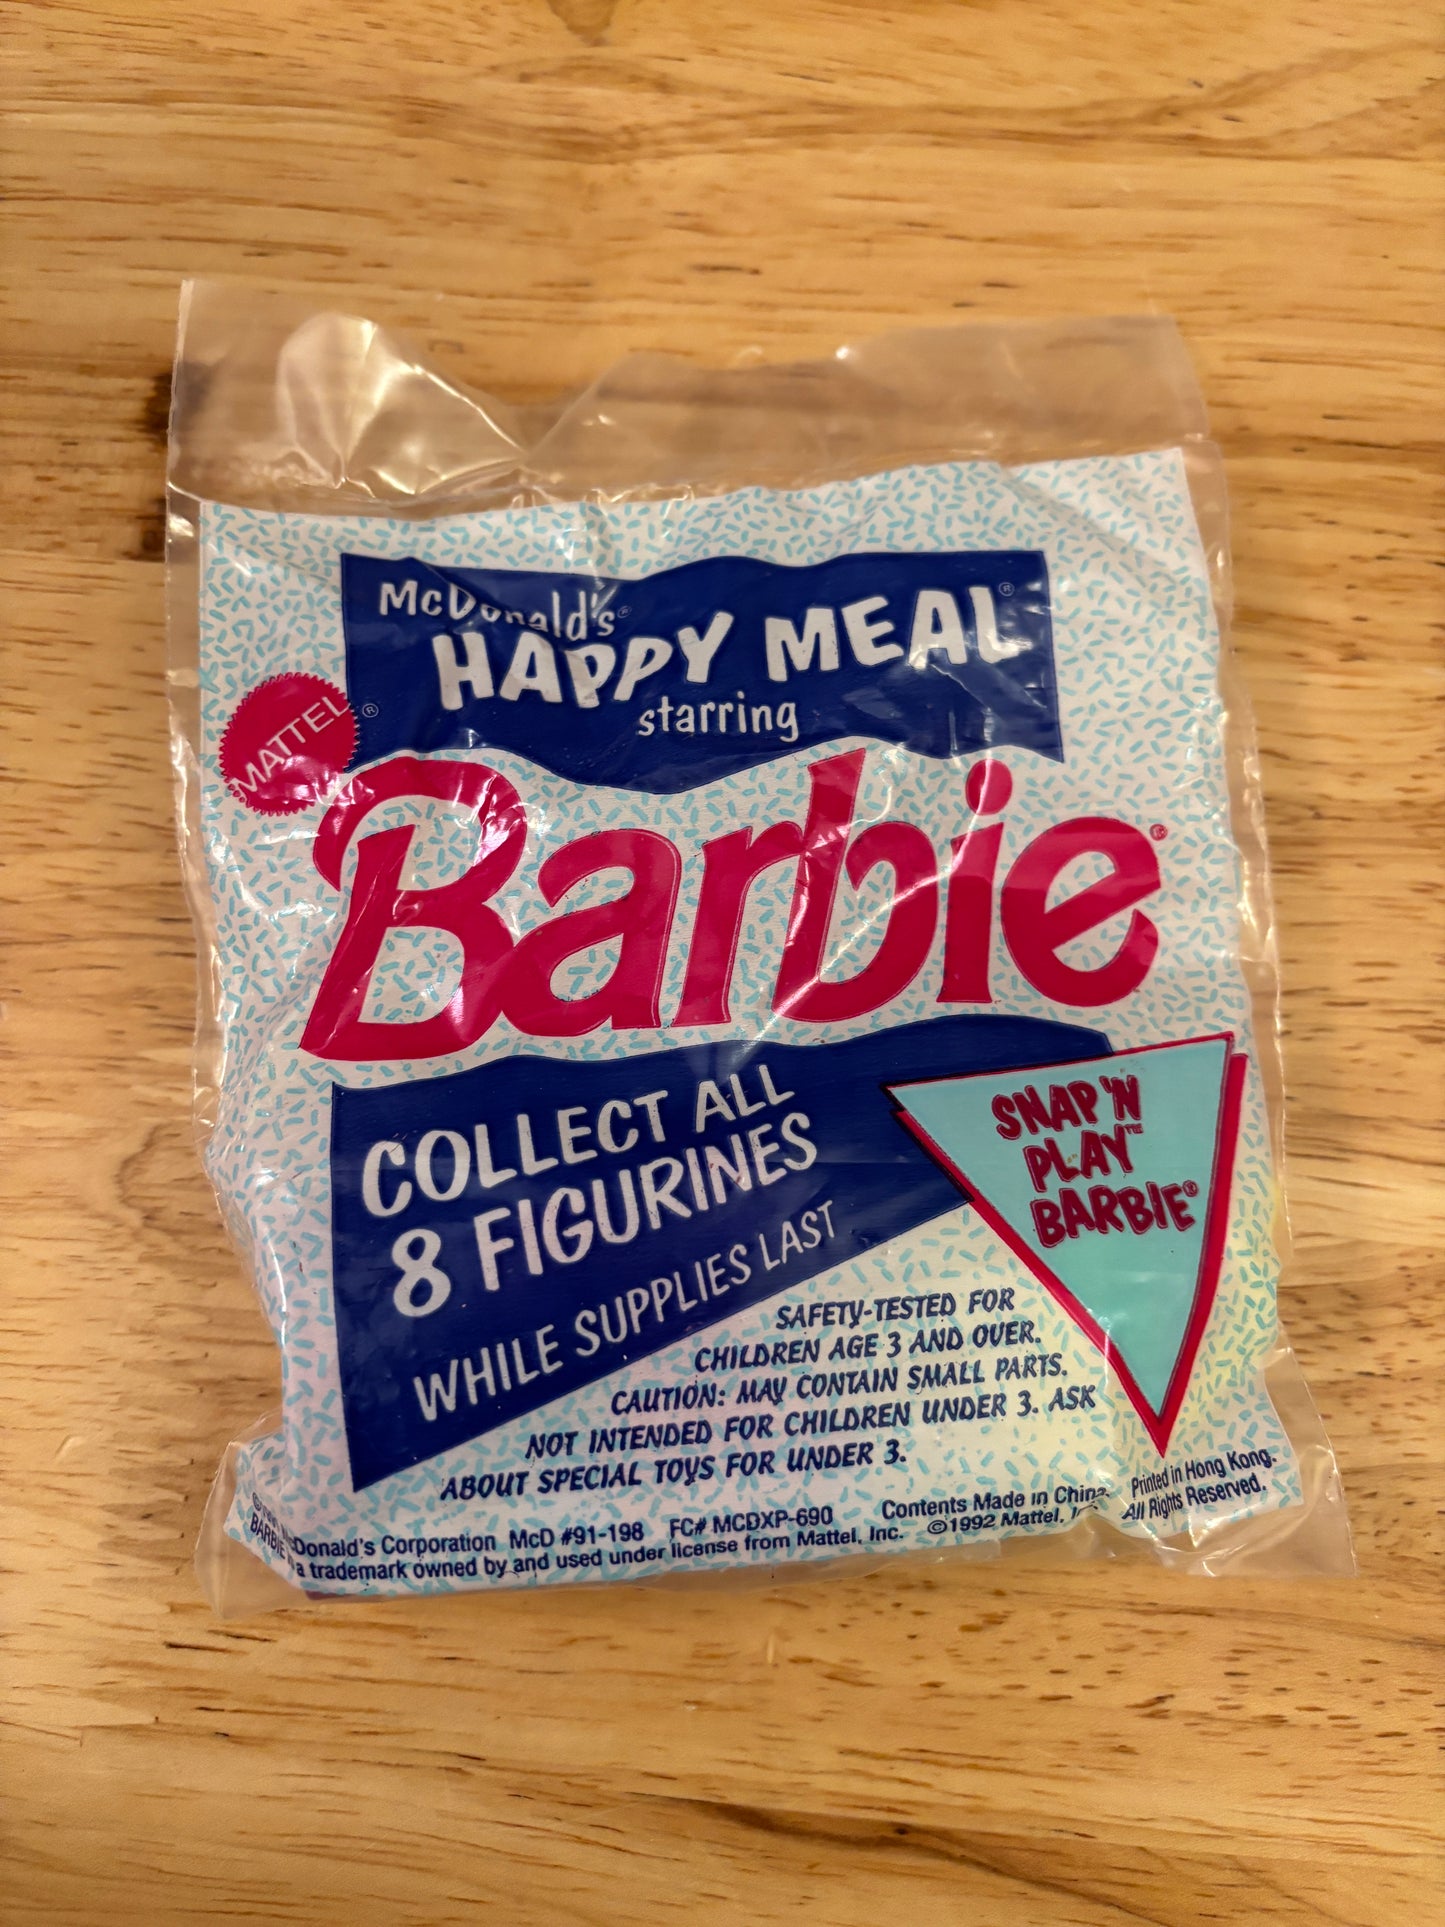 McDonald's®
HAPPY MEAL®
starring
MATTEL®
Barbie®
COLLECT ALL
8 FIGURINES
WHILE SUPPLIES LAST
SNAP 'N
PLAY™
BARBIE®
SAFETY-TESTED FOR
CHILDREN AGE 3 AND OVER.
CAUTION: MAY CONTAIN SMALL PARTS.
NOT INTENDED FOR CHILDREN UNDER 3. ASK
ABOUT SPECIAL TOYS FOR UNDER 3.
Corporation McD #91-198 FC# MCDXP-690 Contents Made in China. Printed in Hong Kong.
BARBIE a trademark owned by and used under license from Mattel, Inc. ©1992 Mattel, All Rights Reserved.